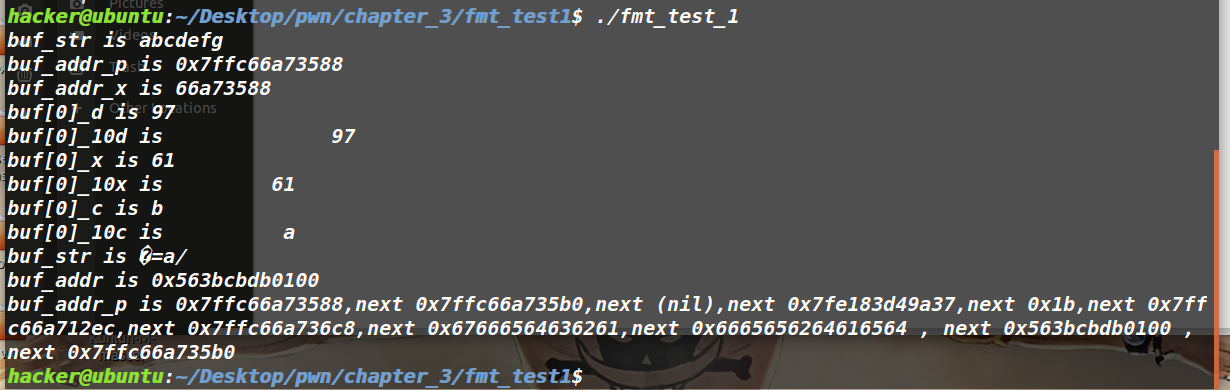 Pictures
hacker@ubuntu:~/Desktop/pwn/chapter_3/fmt_test1$ ./fmt_test_1
buf_str is abcdefg
buf_addr_p is 0x7ffc66a73588
buf_addr_x is 66a73588
buf[0]_d is 97
buf[0]_10d is              97
buf[0]_x is 61
buf[0]_10x is         61
buf[0]_c is b
buf[0]_10c is          a
buf_str is �=a/
buf_addr is 0x563bcbdb0100
buf_addr_p is 0x7ffc66a73588,next 0x7ffc66a735b0,next (nil),next 0x7fe183d49a37,next 0x1b,next 0x7ff
c66a712ec,next 0x7ffc66a736c8,next 0x67666564636261,next 0x6665656264616564 , next 0x563bcbdb0100 ,
next 0x7ffc66a735b0
hacker@ubuntu:~/Desktop/pwn/chapter_3/fmt_test1$